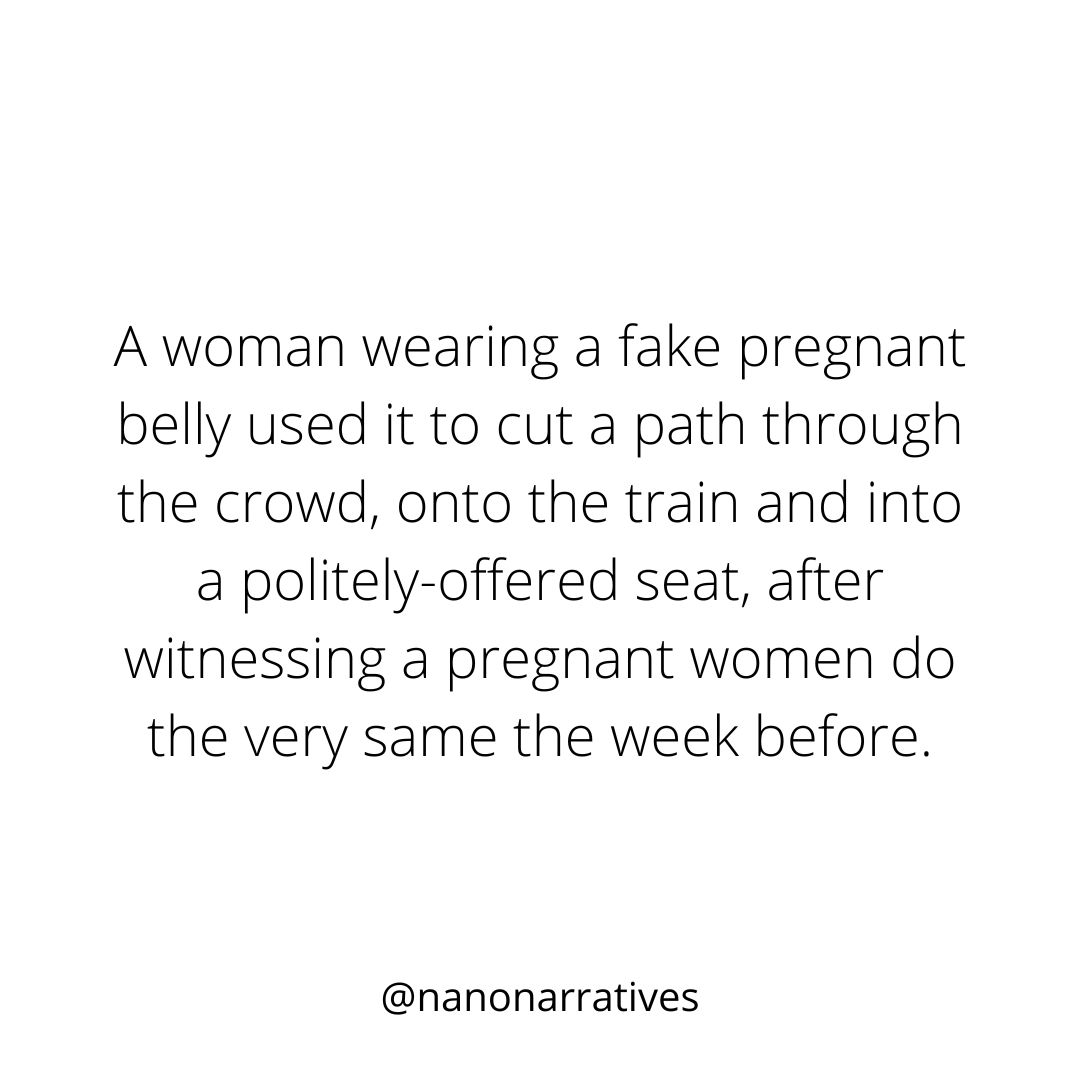 A woman wearing a fake pregnant
belly used it to cut a path through
the crowd, onto the train and into
a politely-offered seat, after
witnessing a pregnant women do
the very same the week before.
@nanonarratives